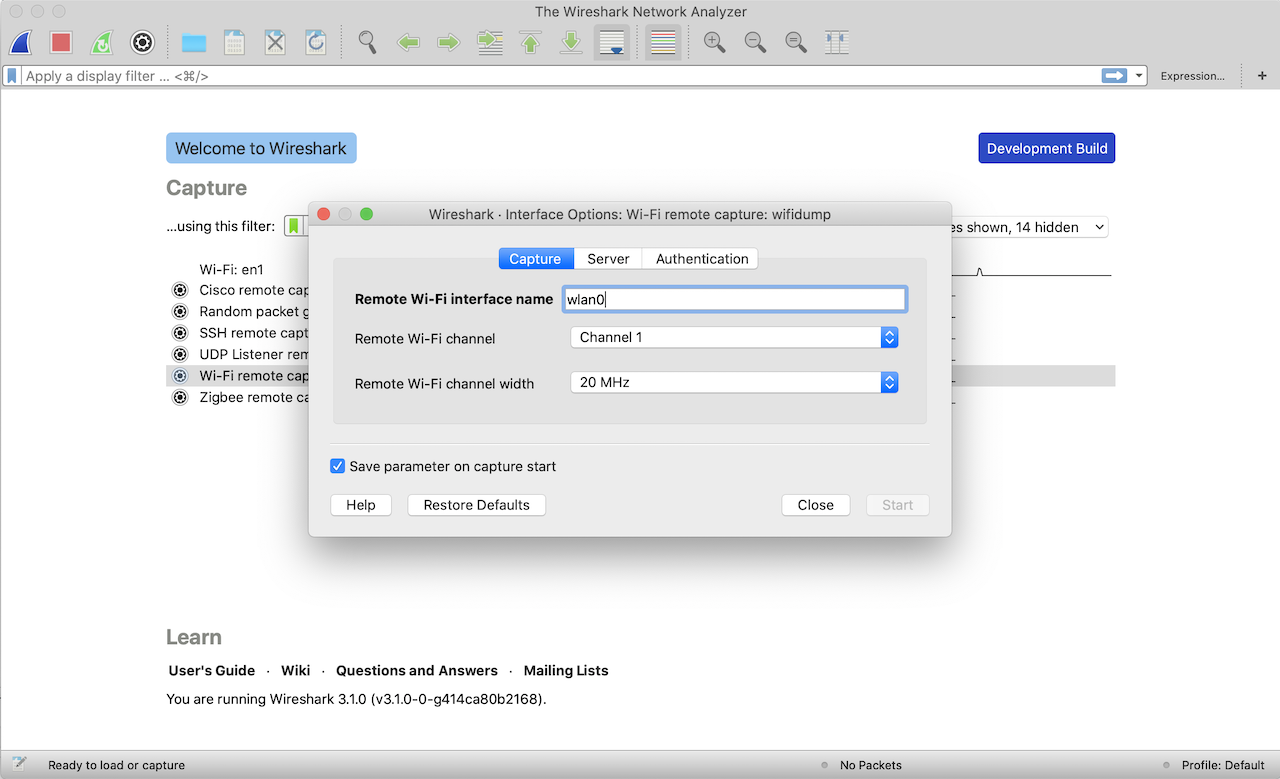 The Wireshark Network Analyzer
Apply a display filter ... <⌘/>
Expression...
+
Welcome to Wireshark
Development Build
Capture
...using this filter:
es shown, 14 hidden
Wi-Fi: en1
Cisco remote cap
Random packet g
SSH remote capt
UDP Listener rem
Wi-Fi remote cap
Zigbee remote ca
Wireshark · Interface Options: Wi-Fi remote capture: wifidump
Capture Server Authentication
Remote Wi-Fi interface name wlan0
Remote Wi-Fi channel Channel 1
Remote Wi-Fi channel width 20 MHz
Save parameter on capture start
Help Restore Defaults Close Start
Learn
User's Guide · Wiki · Questions and Answers · Mailing Lists
You are running Wireshark 3.1.0 (v3.1.0-0-g414ca80b2168).
Ready to load or capture No Packets Profile: Default